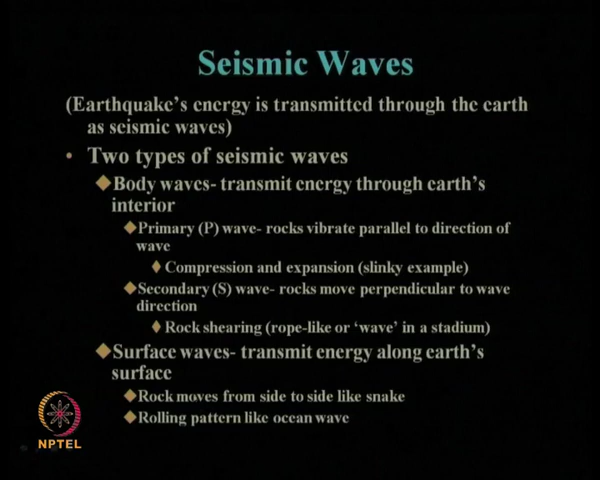 Seismic Waves
(Earthquake's energy is transmitted through the earth
as seismic waves)
• Two types of seismic waves
◆Body waves- transmit energy through earth's
interior
◆Primary (P) wave- rocks vibrate parallel to direction of
wave
♦ Compression and expansion (slinky example)
◆Secondary (S) wave- rocks move perpendicular to wave
direction
♦ Rock shearing (rope-like or 'wave' in a stadium)
◆Surface waves- transmit energy along earth's
surface
◆Rock moves from side to side like snake
◆Rolling pattern like ocean wave
NPTEL